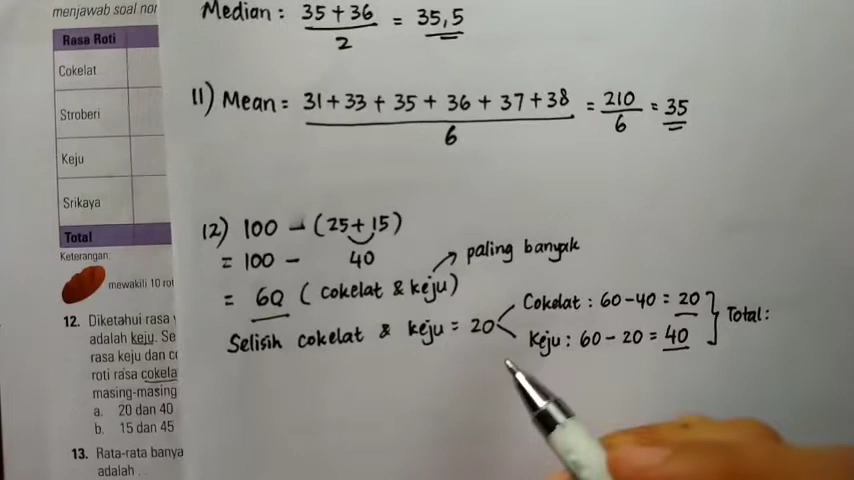 menjawab soal nor
Rasa Roti
Cokelat
Stroberi
Keju
Srikaya
Total
Keterangan:
mewakili 10 rot
12. Diketahui rasa
adalah keju. Se
rasa keju dan co
roti rasa cokela
masing-masing
a. 20 dan 40
b. 15 dan 45
13. Rata-rata banya
adalah
Median : 35 + 36 / 2 = 35,5
11) Mean = 31 + 33 + 35 + 36 + 37 + 38 / 6 = 210 / 6 = 35
12) 100 - (25 + 15)
= 100 - 40
paling banyak
= 60 ( cokelat & keju)
Selisih cokelat & keju = 20
Cokelat : 60 - 40 = 20
Keju : 60 - 20 = 40
Total :